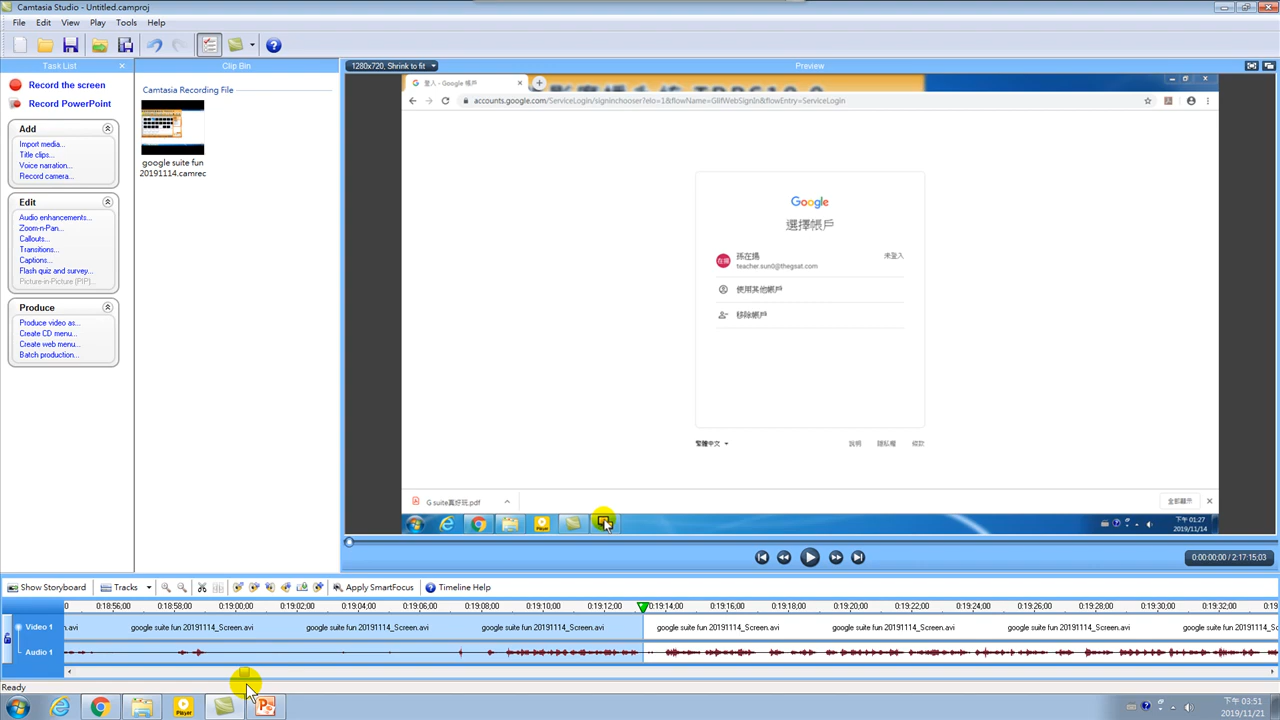 Camtasia Studio - Untitled.camproj
File Edit View Play Tools Help
Task List
Record the screen
Record PowerPoint
Add
Import media...
Title clips...
Voice narration...
Record camera...
Edit
Audio enhancements...
Zoom-n-Pan...
Callouts...
Transitions...
Captions...
Flash quiz and survey...
Picture-in-Picture (PIP)...
Produce
Produce video as...
Create CD menu...
Create web menu...
Batch production...
Clip Bin
Camtasia Recording File
google suite fun
20191114.camrec
1280x720, Shrink to fit
Preview
登入 - Google 帳戶
accounts.google.com/ServiceLogin/signinchooser?elo=1&flowName=GlifWebSignIn&flowEntry=ServiceLogin
Google
選擇帳戶
孫在揚
未登入
teacher.sun0@thegsat.com
使用其他帳戶
移除帳戶
繁體中文
說明 隱私權 條款
G suite真好玩.pdf
全部顯示
Player
下午 01:27
2019/11/14
0:00:00;00 / 2:17:15;03
Show Storyboard Tracks Apply SmartFocus Timeline Help
0 0:18:56;00 0:18:58;00 0:19:00;00 0:19:02;00 0:19:04;00 0:19:06;00 0:19:08;00 0:19:10;00 0:19:12;00 0:19:14;00 0:19:20;00 0:19:22;00 0:19:24;00 0:19:26;00 0:19:28;00 0:19:30;00 0:19:32;00
Video 1 n.avi google suite fun 20191114_Screen.avi google suite fun 20191114_Screen.avi google suite fun 20191114_Screen.avi google suite fun 20191114_Screen.avi google suite fun 20191114_Screen.avi google suite fun 20191114_Screen.avi google suite fun 20191114_Scre
Audio 1
Ready
Player
下午 03:51
2019/11/21